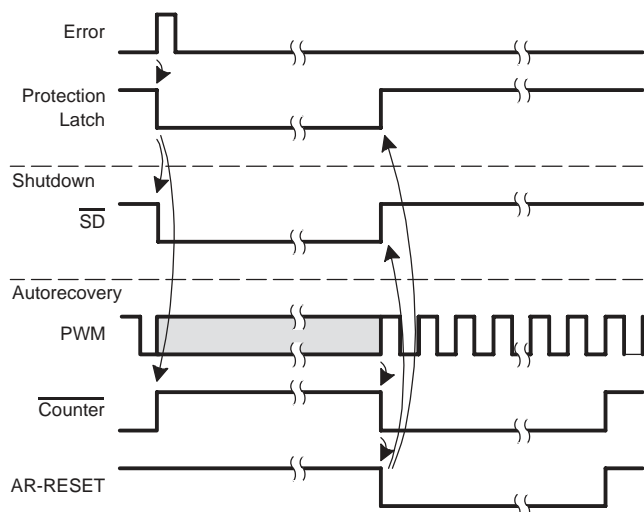 Error
Protection
Latch
Shutdown
SD
Autorecovery
PWM
Counter
AR-RESET